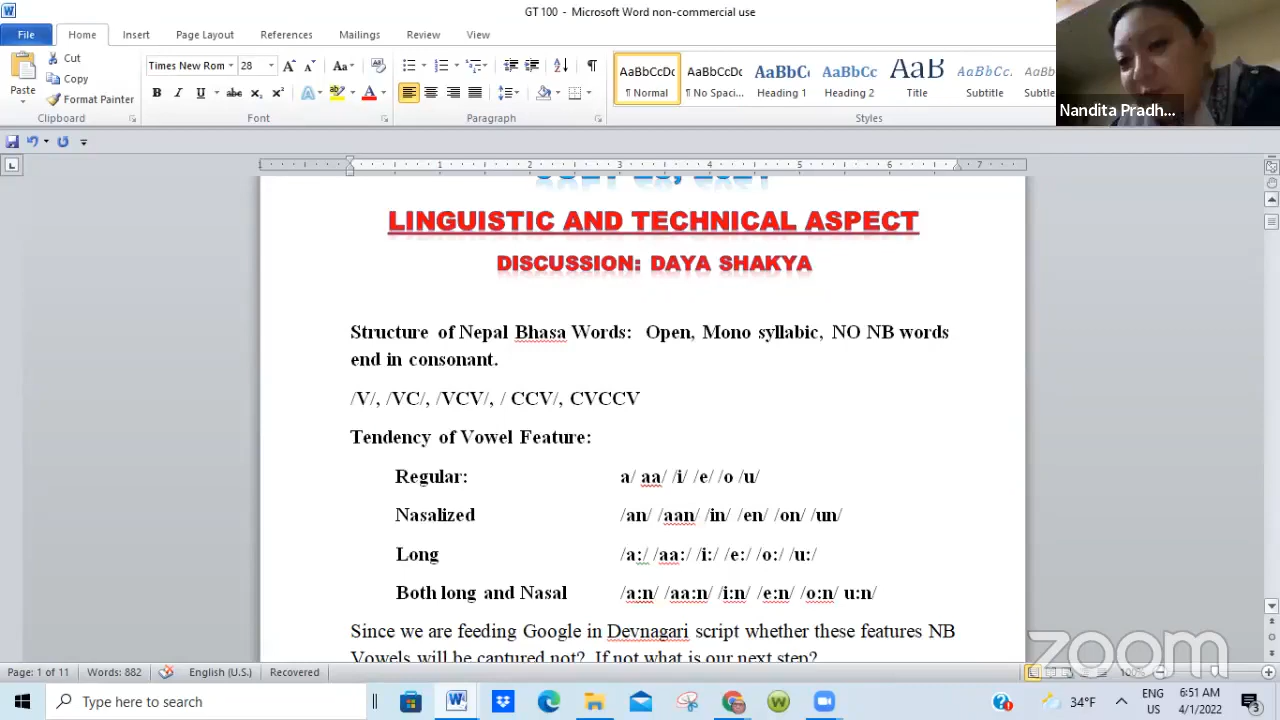 GT 100 - Microsoft Word non-commercial use
File Home Insert Page Layout References Mailings Review View
Cut
Copy
Format Painter
Paste
Times New Rom 28
AaBbCcDc AaBbCcDc AaBbC AaBbCc AaB AaBbCc.
¶ Normal ¶ No Spaci... Heading 1 Heading 2 Title Subtitle
Clipboard Font Paragraph Styles
Nandita Pradh...
LINGUISTIC AND TECHNICAL ASPECT
DISCUSSION: DAYA SHAKYA
Structure of Nepal Bhasa Words: Open, Mono syllabic, NO NB words
end in consonant.
/V/, /VC/, /VCV/, / CCV/, CVCCV
Tendency of Vowel Feature:
Regular: a/ aa/ /i/ /e/ /o /u/
Nasalized /an/ /aan/ /in/ /en/ /on/ /un/
Long /a:/ /aa:/ /i:/ /e:/ /o:/ /u:/
Both long and Nasal /a:n/ /aa:n/ /i:n/ /e:n/ /o:n/ u:n/
Since we are feeding Google in Devnagari script whether these features NB
Vowels will be captured not? If not what is our next step?
zoom
Page: 1 of 11 Words: 882 English (U.S.) Recovered 100%
Type here to search
34°F
ENG
US
6:51 AM
4/1/2022